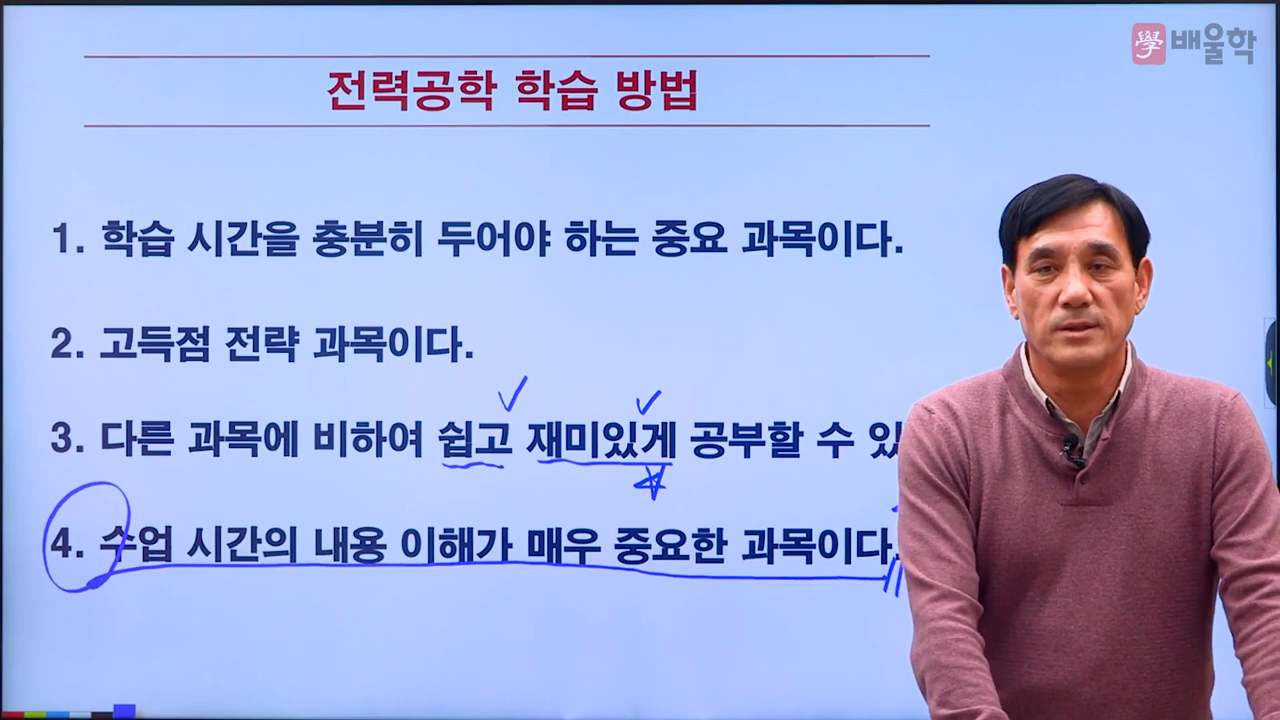 學 배울학
전력공학 학습 방법
1. 학습 시간을 충분히 두어야 하는 중요 과목이다.
2. 고득점 전략 과목이다.
3. 다른 과목에 비하여 쉽고 재미있게 공부할 수 있
4. 수업 시간의 내용 이해가 매우 중요한 과목이다.